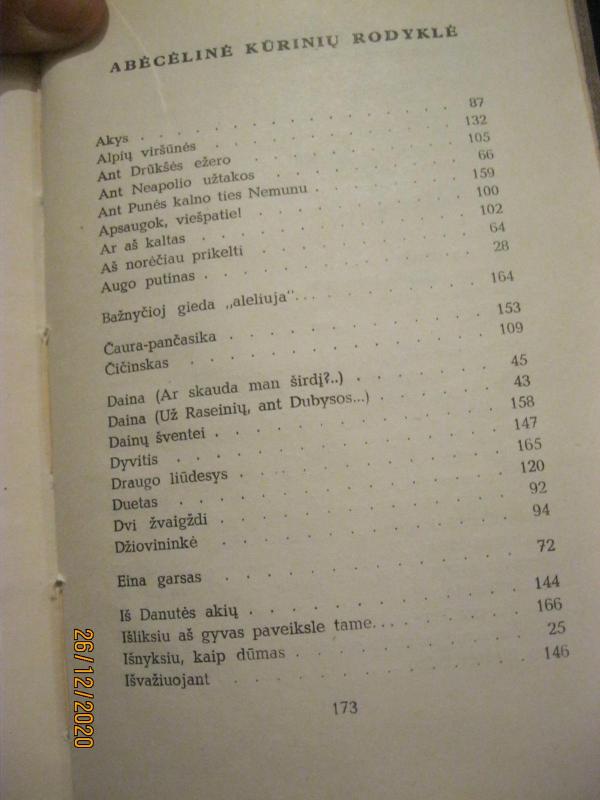 ABĖCĖLINĖ KŪRINIŲ RODYKLĖ
Akys . . . . . . . . . . . . 87
Alpių viršūnės . . . . . . . . . . 132
Ant Drūkšės ežero . . . . . . . . . 105
Ant Neapolio užtakos . . . . . . . . 66
Ant Punės kalno ties Nemunu . . . . . . 159
Apsaugok, viešpatie! . . . . . . . . 100
Ar aš kaltas . . . . . . . . . . 102
Aš norėčiau prikelti . . . . . . . . 64
Augo putinas . . . . . . . . . . 28
Bažnyčioj gieda „aleliuja“... . . . . . . 164
Čaura-pančasika . . . . . . . . . 153
Čičinskas . . . . . . . . . . . 109
Daina (Ar skauda man širdį?..) . . . . . . 45
Daina (Už Raseinių, ant Dubysos...) . . . . . 43
Dainų šventei . . . . . . . . . . 158
Dyvitis . . . . . . . . . . . 147
Draugo liūdesys . . . . . . . . . 165
Duetas . . . . . . . . . . . 120
Dvi žvaigždi . . . . . . . . . . 92
Džiovininkė . . . . . . . . . . 94
Eina garsas . . . . . . . . . . 72
Iš Danutės akių . . . . . . . . . 144
Išliksiu aš gyvas paveiksle tame... . . . . . 166
Išnyksiu, kaip dūmas . . . . . . . . 25
Išvažiuojant . . . . . . . . . . 146
173
26/12/2020